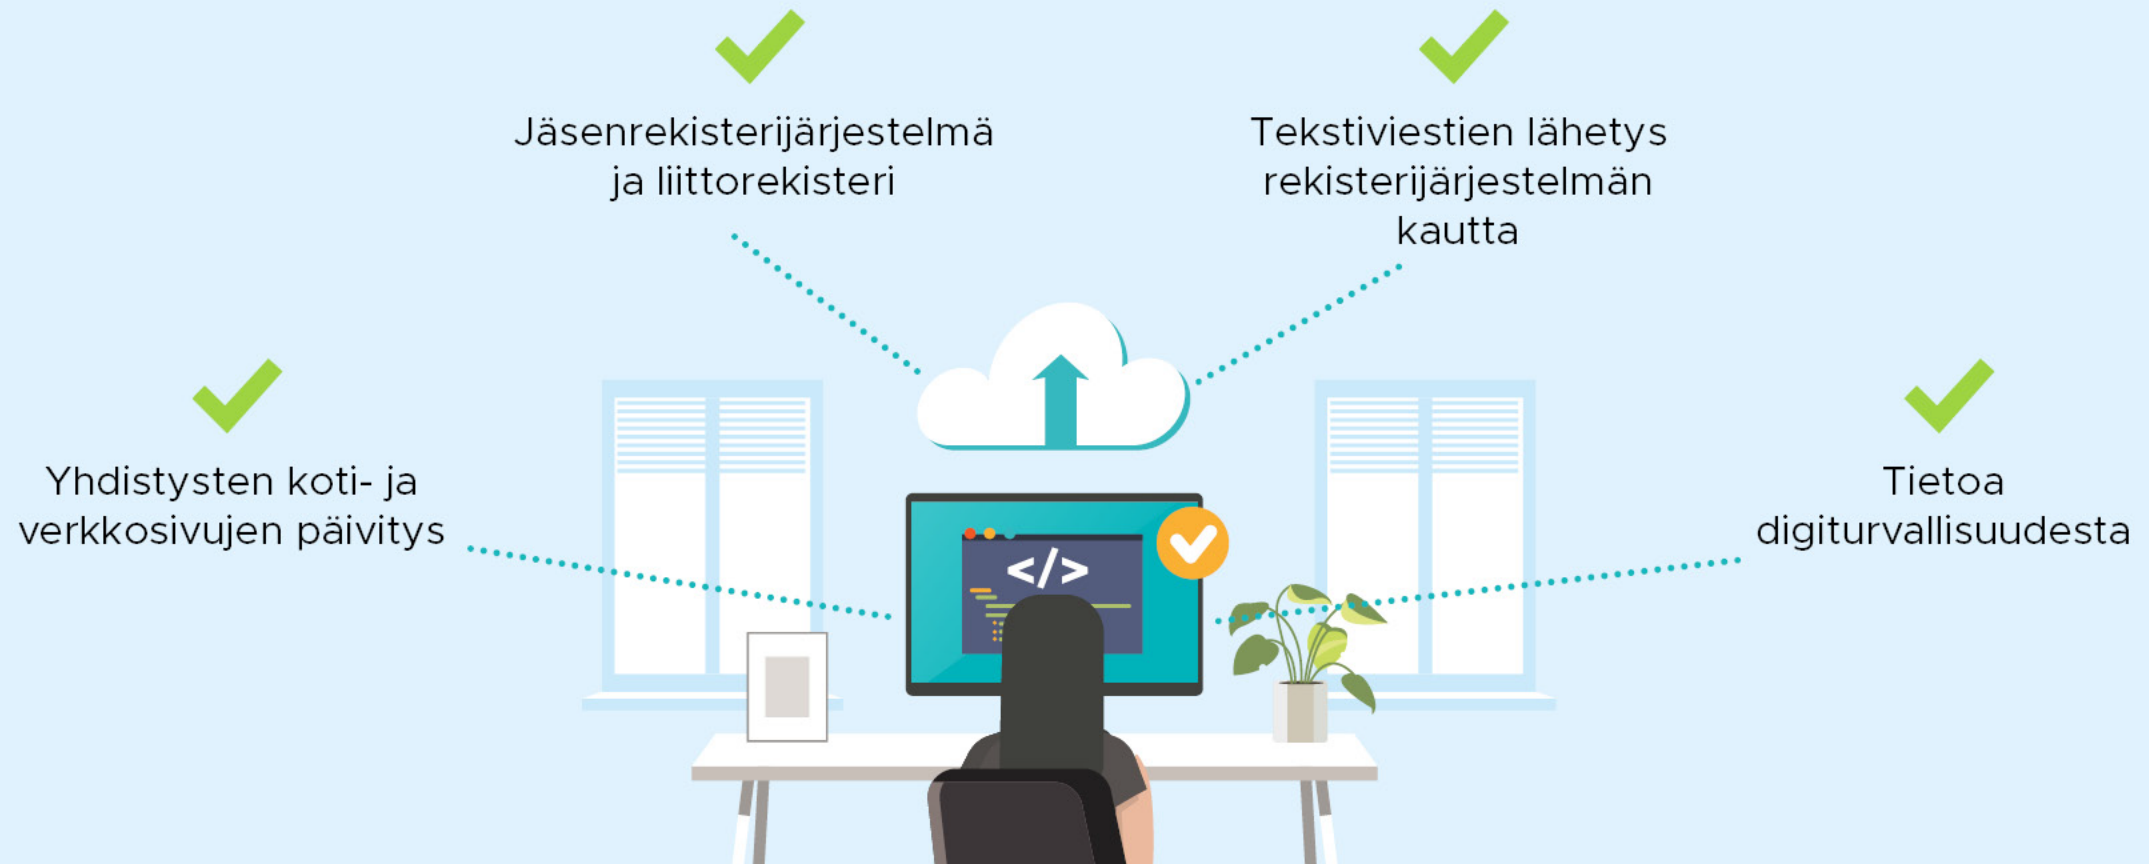 Jäsenrekisterijärjestelmä
ja liittorekisteri
Tekstiviestien lähetys
rekisterijärjestelmän
kautta
Yhdistysten koti- ja
verkkosivujen päivitys
Tietoa
digiturvallisuudesta
</>